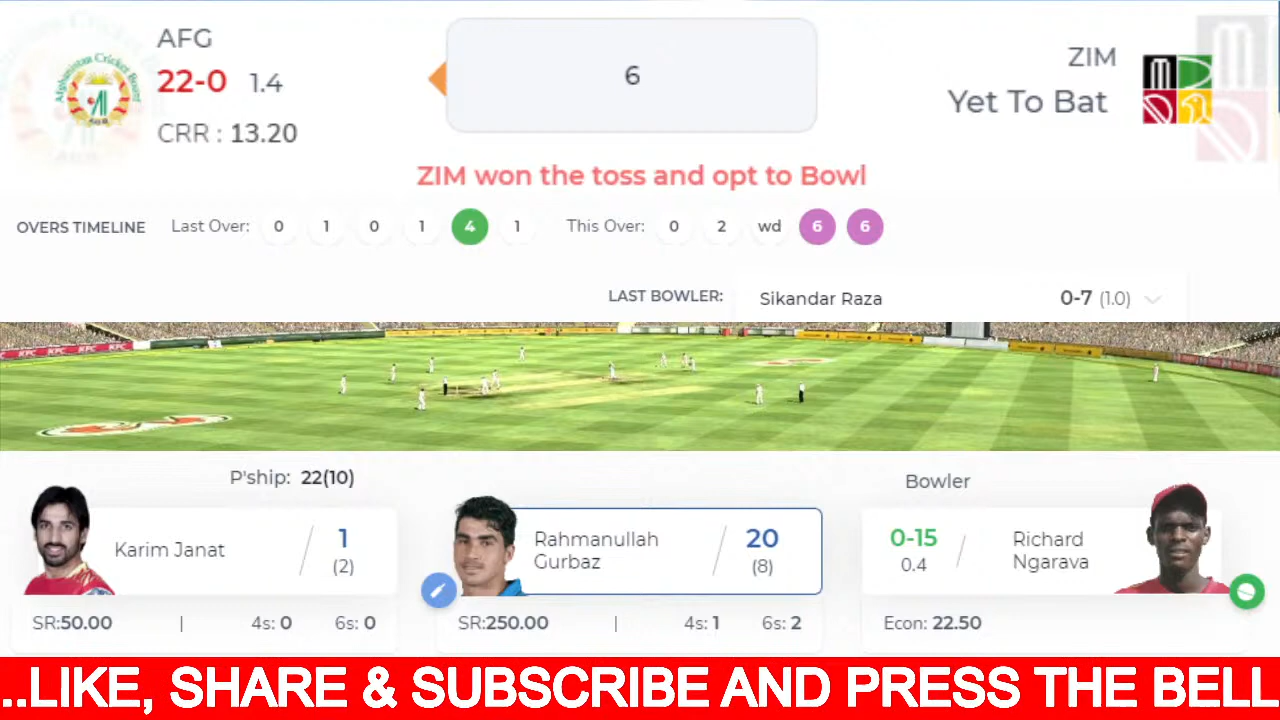 AFG
22-0 1.4
CRR : 13.20
6
ZIM
Yet To Bat
ZIM won the toss and opt to Bowl
OVERS TIMELINE Last Over: 0 1 0 1 4 1 This Over: 0 2 wd 6 6
LAST BOWLER: Sikandar Raza 0-7 (1.0)
P'ship: 22(10)
Karim Janat 1 (2)
SR:50.00 | 4s: 0 6s: 0
Rahmanullah Gurbaz 20 (8)
SR:250.00 | 4s: 1 6s: 2
Bowler
0-15 0.4 Richard Ngarava
Econ: 22.50
..LIKE, SHARE & SUBSCRIBE AND PRESS THE BELL